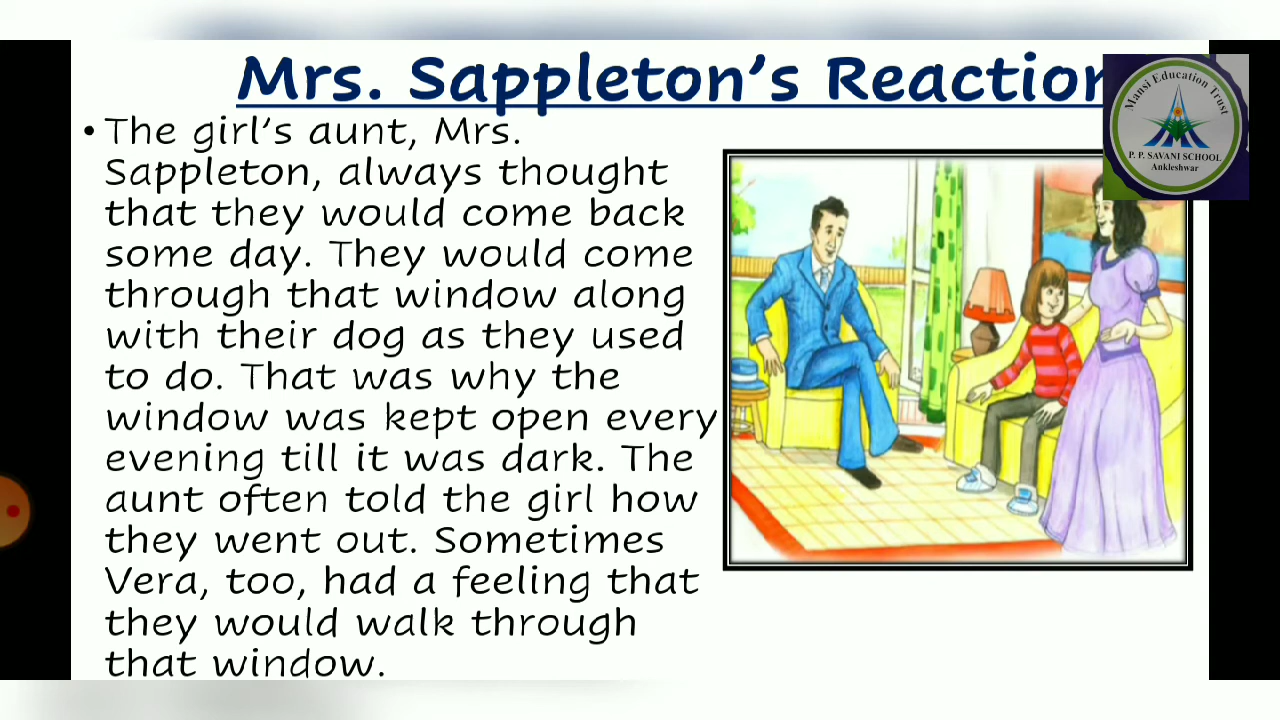 Mrs. Sappleton's Reaction
• The girl's aunt, Mrs.
Sappleton, always thought
that they would come back
some day. They would come
through that window along
with their dog as they used
to do. That was why the
window was kept open every
evening till it was dark. The
aunt often told the girl how
they went out. Sometimes
Vera, too, had a feeling that
they would walk through
that window.
Mansi Education Trust
P. P. SAVANI SCHOOL
Ankleshwar